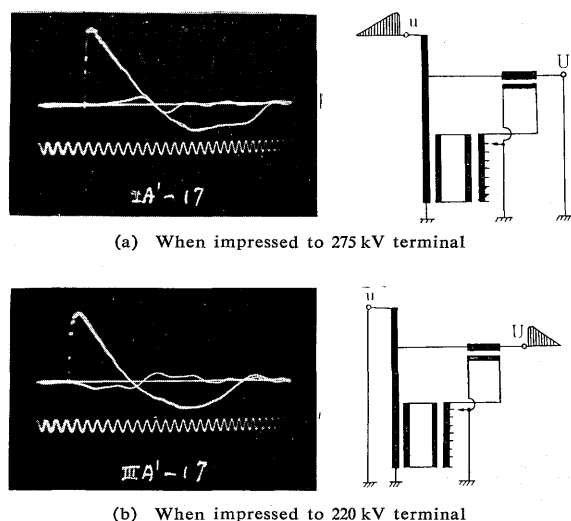 u
U
IA'-17
(a) When impressed to 275 kV terminal
u
U
IIIA'-17
(b) When impressed to 220 kV terminal